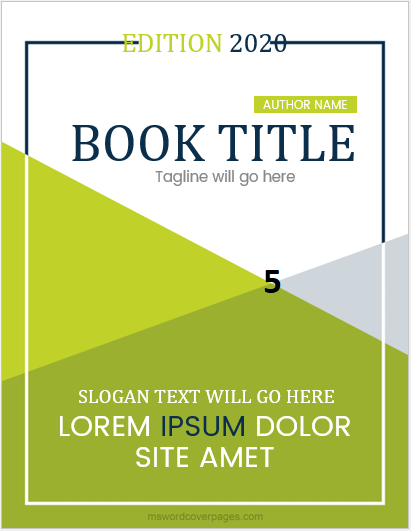 EDITION 2020
AUTHOR NAME
BOOK TITLE
Tagline will go here
5
SLOGAN TEXT WILL GO HERE
LOREM IPSUM DOLOR
SITE AMET
mswordcoverpages.com